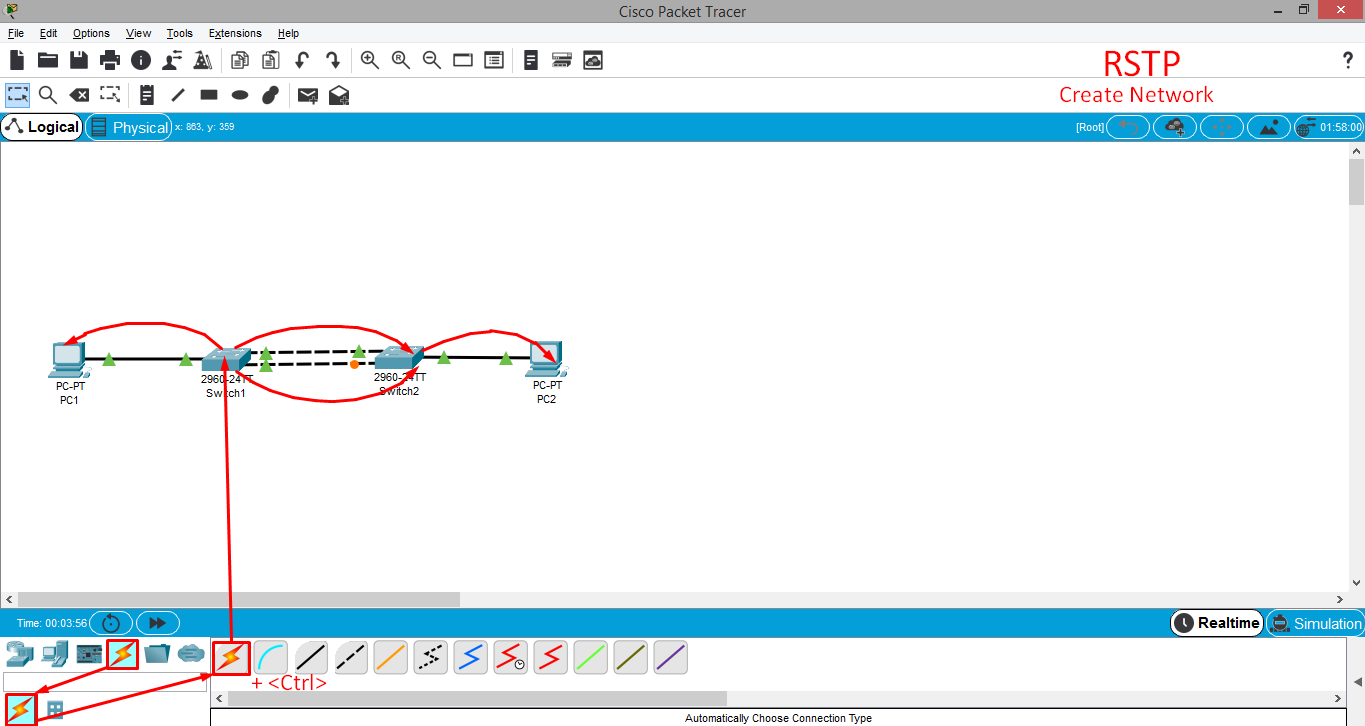 Cisco Packet Tracer
File Edit Options View Tools Extensions Help
RSTP
Create Network
?
Logical Physical x: 863, y: 359 [Root] 01:58:00
PC-PT
PC1
2960-24TT
Switch1
2960-24TT
Switch2
PC-PT
PC2
Time: 00:03:56 Realtime Simulation
+ <Ctrl>
Automatically Choose Connection Type